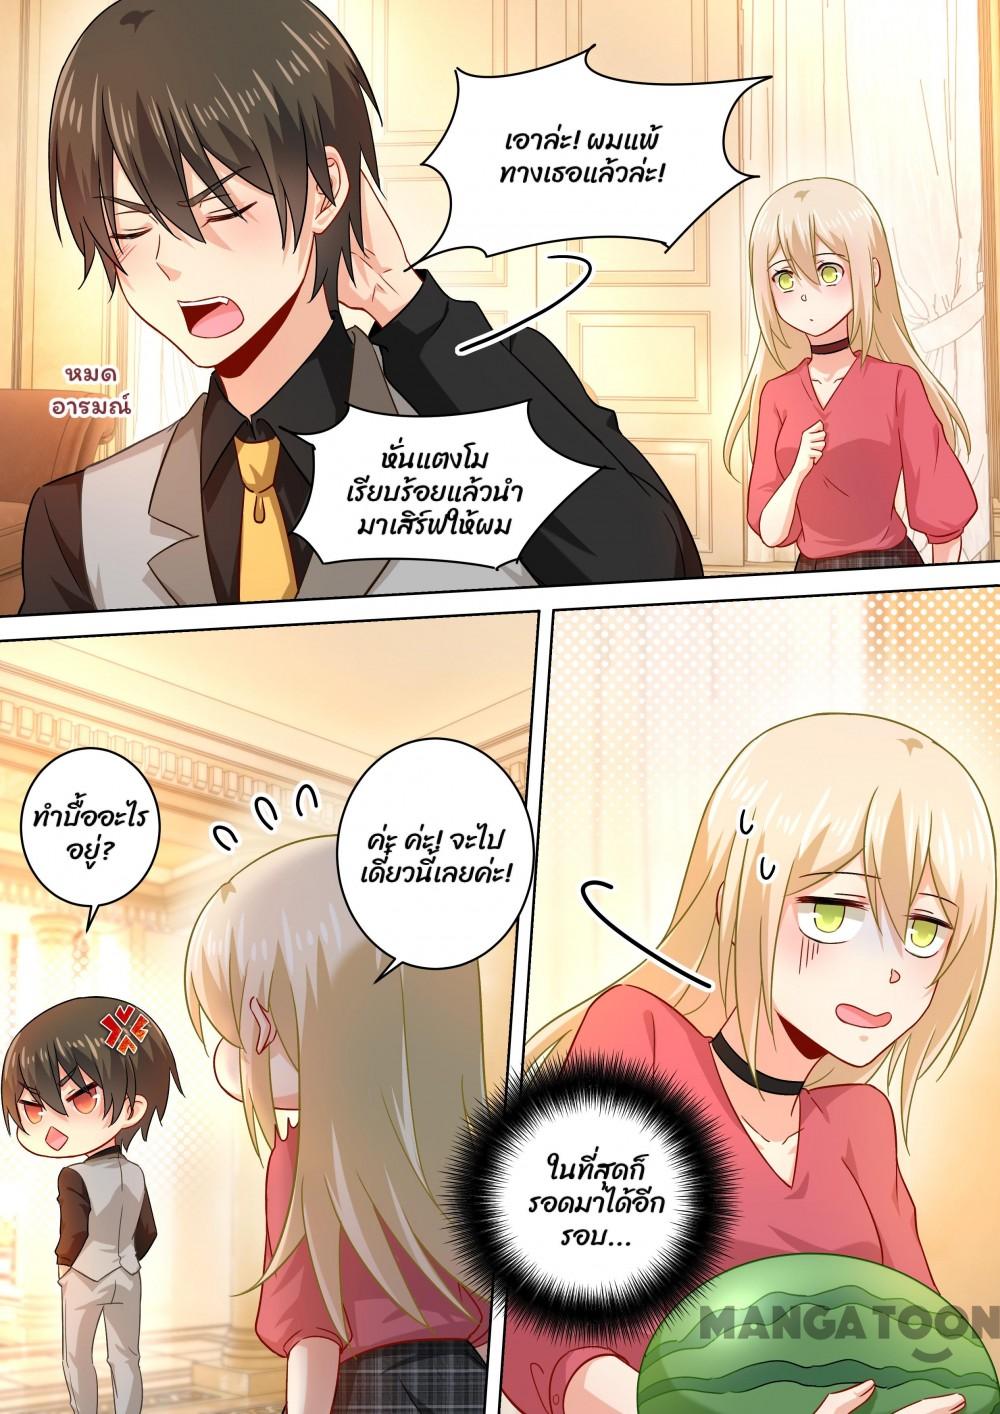 เอาล่ะ! ผมแพ้
ทางเธอแล้วล่ะ!
หมด
อารมณ์
หั่นแตงโม
เรียบร้อยแล้วนำ
มาเสิร์ฟให้ผม
ทำบื้ออะไร
อยู่?
ค่ะ ค่ะ! จะไป
เดี๋ยวนี้เลยค่ะ!
ในที่สุดก็
รอดมาได้อีก
รอบ...
MANGATOON